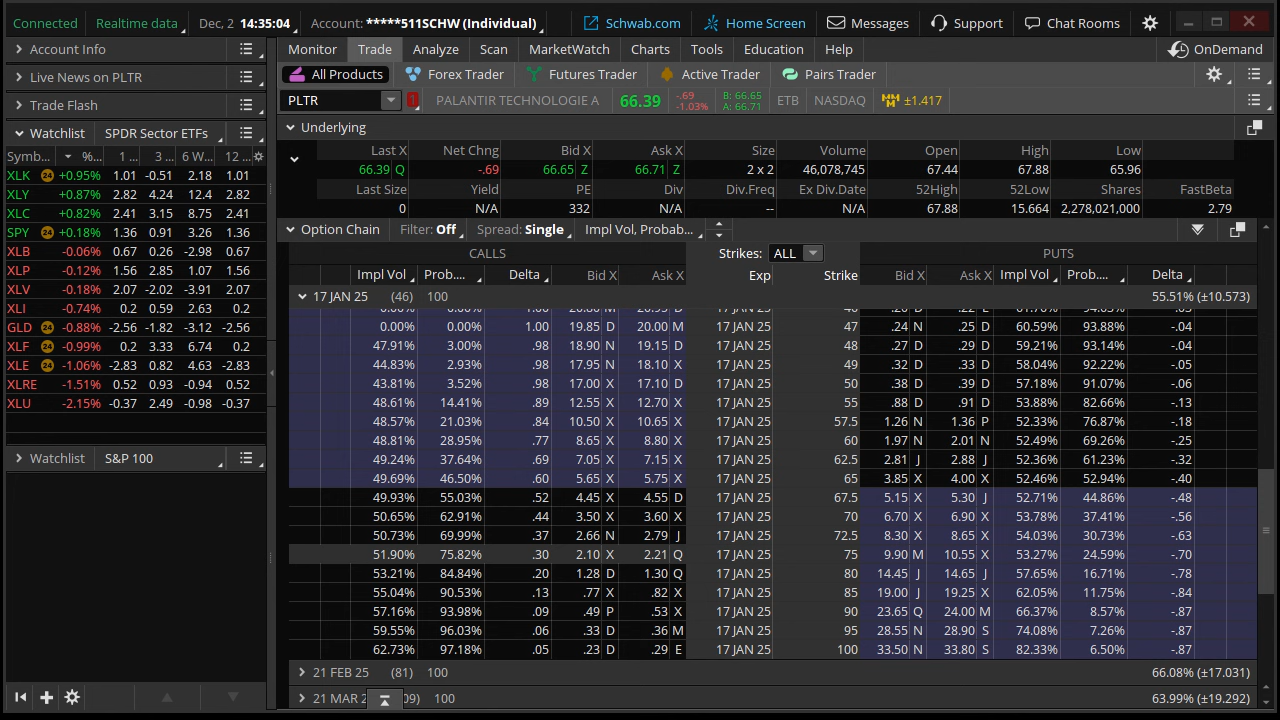 Connected Realtime data Dec, 2 14:35:04 Account: *****511SCHW (Individual) Schwab.com Home Screen Messages Support Chat Rooms
Account Info
Live News on PLTR
Trade Flash
Watchlist SPDR Sector ETFs
Symb... %... 1 ... 3 ... 6 W... 12 ...
XLK 24 +0.95% 1.01 -0.51 2.18 1.01
XLY +0.87% 2.82 4.24 12.4 2.82
XLC +0.82% 2.41 3.15 8.75 2.41
SPY 24 +0.18% 1.36 0.91 3.26 1.36
XLB -0.06% 0.67 0.26 -2.98 0.67
XLP -0.12% 1.56 2.85 1.07 1.56
XLV -0.18% 2.07 -2.02 -3.91 2.07
XLI -0.74% 0.2 0.59 2.63 0.2
GLD 24 -0.88% -2.56 -1.82 -3.12 -2.56
XLF 24 -0.99% 0.2 3.33 6.74 0.2
XLE 24 -1.06% -2.83 0.82 4.63 -2.83
XLRE -1.51% 0.52 0.93 -0.94 0.52
XLU -2.15% -0.37 2.49 -0.98 -0.37
Watchlist S&P 100
Monitor Trade Analyze Scan MarketWatch Charts Tools Education Help OnDemand
All Products Forex Trader Futures Trader Active Trader Pairs Trader
PLTR 1 PALANTIR TECHNOLOGIE A 66.39 -.69 -1.03% B: 66.65 A: 66.71 ETB NASDAQ ±1.417
Underlying
Last X Net Chng Bid X Ask X Size Volume Open High Low
66.39 Q -.69 66.65 Z 66.71 Z 2 x 2 46,078,745 67.44 67.88 65.96
Last Size Yield PE Div Div.Freq Ex Div.Date 52High 52Low Shares FastBeta
0 N/A 332 N/A -- N/A 67.88 15.664 2,278,021,000 2.79
Option Chain Filter: Off Spread: Single Impl Vol, Probab...
CALLS Strikes: ALL PUTS
Impl Vol Prob.... Delta Bid X Ask X Exp Strike Bid X Ask X Impl Vol Prob.... Delta
17 JAN 25 (46) 100 55.51% (±10.573)
0.00% 0.00% 1.00 19.85 D 20.00 M 17 JAN 25 47 .24 N .25 D 60.59% 93.88% -.04
47.91% 3.00% .98 18.90 N 19.15 D 17 JAN 25 48 .27 D .29 D 59.21% 93.14% -.04
44.83% 2.93% .98 17.95 N 18.10 X 17 JAN 25 49 .32 D .33 D 58.04% 92.22% -.05
43.81% 3.52% .98 17.00 X 17.10 D 17 JAN 25 50 .38 D .39 D 57.18% 91.07% -.06
48.61% 14.41% .89 12.55 X 12.70 X 17 JAN 25 55 .88 D .91 D 53.88% 82.66% -.13
48.57% 21.03% .84 10.50 X 10.65 X 17 JAN 25 57.5 1.26 N 1.36 P 52.33% 76.87% -.18
48.81% 28.95% .77 8.65 X 8.80 X 17 JAN 25 60 1.97 N 2.01 N 52.49% 69.26% -.25
49.24% 37.64% .69 7.05 X 7.15 X 17 JAN 25 62.5 2.81 J 2.88 J 52.36% 61.23% -.32
49.69% 46.50% .60 5.65 X 5.75 X 17 JAN 25 65 3.85 X 4.00 X 52.46% 52.94% -.40
49.93% 55.03% .52 4.45 X 4.55 D 17 JAN 25 67.5 5.15 X 5.30 J 52.71% 44.86% -.48
50.65% 62.91% .44 3.50 X 3.60 X 17 JAN 25 70 6.70 X 6.90 X 53.78% 37.41% -.56
50.73% 69.99% .37 2.66 N 2.79 J 17 JAN 25 72.5 8.30 X 8.65 X 54.03% 30.73% -.63
51.90% 75.82% .30 2.10 X 2.21 Q 17 JAN 25 75 9.90 M 10.55 X 53.27% 24.59% -.70
53.21% 84.84% .20 1.28 D 1.30 Q 17 JAN 25 80 14.45 J 14.65 J 57.65% 16.71% -.78
55.04% 90.53% .13 .77 X .82 X 17 JAN 25 85 19.00 J 19.25 X 62.05% 11.75% -.84
57.16% 93.98% .09 .49 P .53 X 17 JAN 25 90 23.65 Q 24.00 M 66.37% 8.57% -.87
59.55% 96.03% .06 .33 D .36 M 17 JAN 25 95 28.55 N 28.90 S 74.08% 7.26% -.87
62.73% 97.18% .05 .23 D .29 E 17 JAN 25 100 33.50 N 33.80 S 82.33% 6.50% -.87
21 FEB 25 (81) 100 66.08% (±17.031)
21 MAR 2 09) 100 63.99% (±19.292)